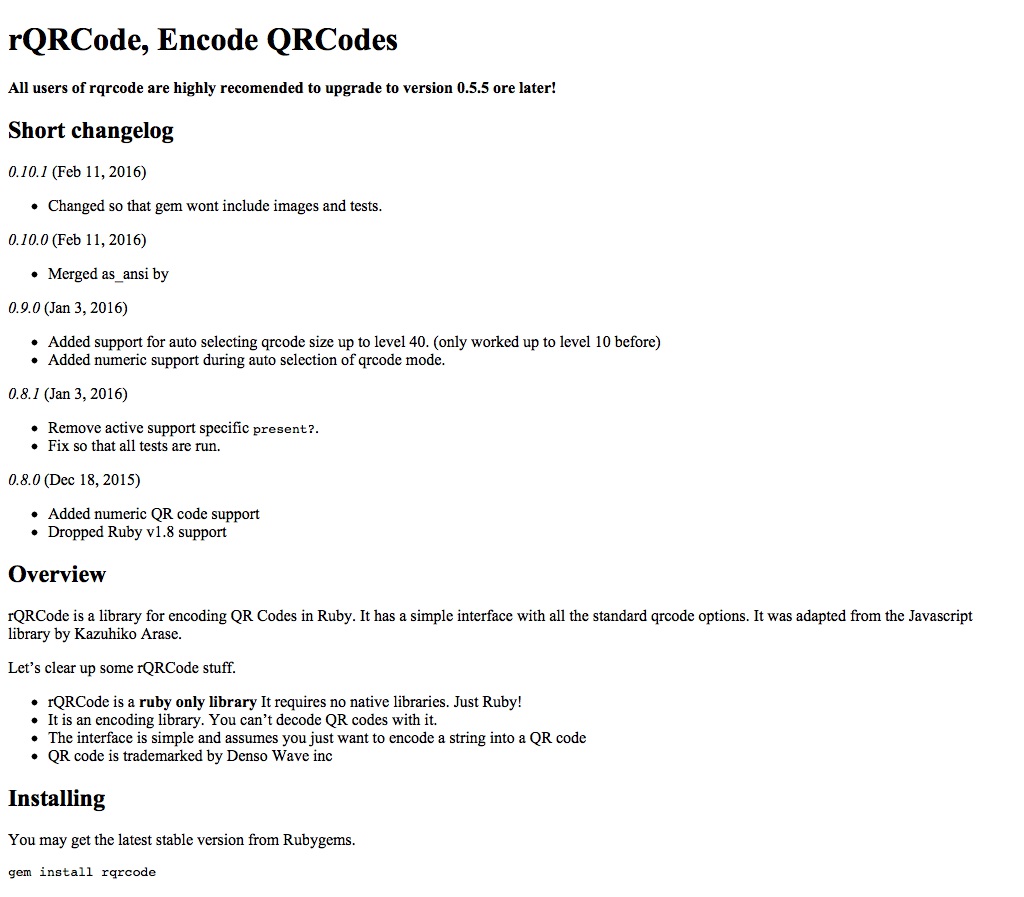 rQRCode, Encode QRCodes
All users of rqrcode are highly recomended to upgrade to version 0.5.5 ore later!
Short changelog
0.10.1 (Feb 11, 2016)
• Changed so that gem wont include images and tests.
0.10.0 (Feb 11, 2016)
• Merged as_ansi by
0.9.0 (Jan 3, 2016)
• Added support for auto selecting qrcode size up to level 40. (only worked up to level 10 before)
• Added numeric support during auto selection of qrcode mode.
0.8.1 (Jan 3, 2016)
• Remove active support specific present?.
• Fix so that all tests are run.
0.8.0 (Dec 18, 2015)
• Added numeric QR code support
• Dropped Ruby v1.8 support
Overview
rQRCode is a library for encoding QR Codes in Ruby. It has a simple interface with all the standard qrcode options. It was adapted from the Javascript
library by Kazuhiko Arase.
Let’s clear up some rQRCode stuff.
• rQRCode is a ruby only library It requires no native libraries. Just Ruby!
• It is an encoding library. You can’t decode QR codes with it.
• The interface is simple and assumes you just want to encode a string into a QR code
• QR code is trademarked by Denso Wave inc
Installing
You may get the latest stable version from Rubygems.
gem install rqrcode